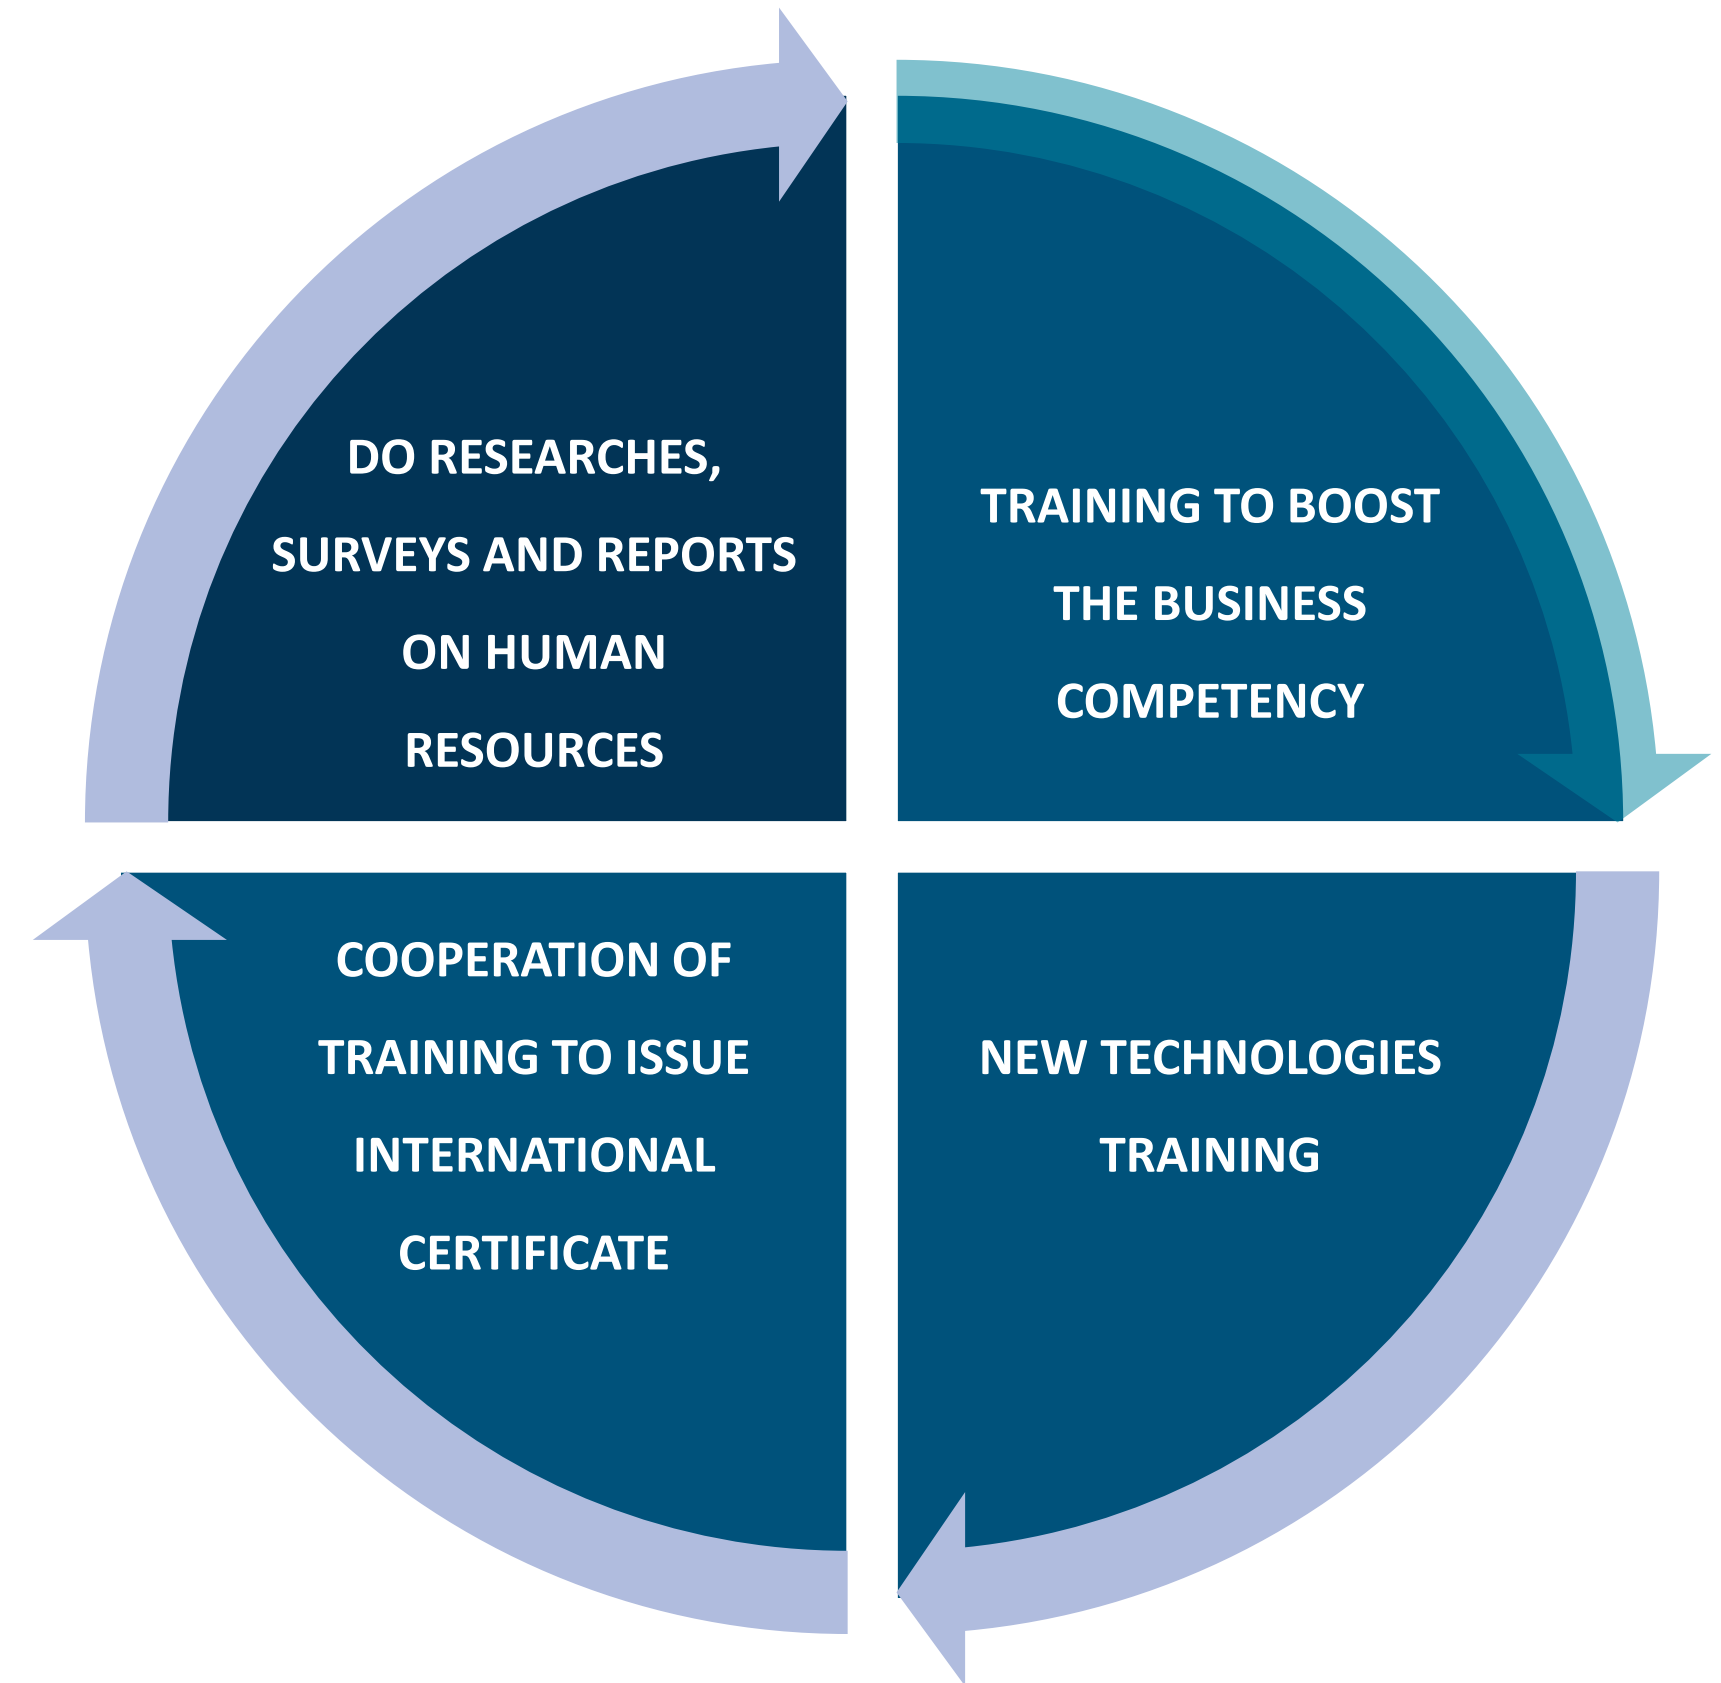 DO RESEARCHES,
SURVEYS AND REPORTS
ON HUMAN
RESOURCES
TRAINING TO BOOST
THE BUSINESS
COMPETENCY
COOPERATION OF
TRAINING TO ISSUE
INTERNATIONAL
CERTIFICATE
NEW TECHNOLOGIES
TRAINING